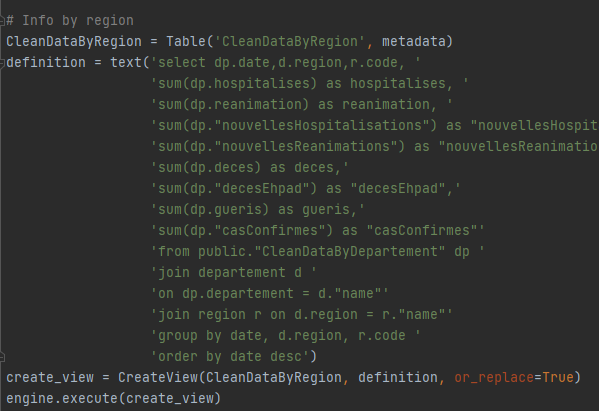 # Info by region
CleanDataByRegion = Table('CleanDataByRegion', metadata)
definition = text('select dp.date,d.region,r.code, '
'sum(dp.hospitalises) as hospitalises, '
'sum(dp.reanimation) as reanimation, '
'sum(dp."nouvellesHospitalisations") as "nouvellesHospit
'sum(dp."nouvellesReanimations") as "nouvellesReanimatio
'sum(dp.deces) as deces,'
'sum(dp."decesEhpad") as "decesEhpad",'
'sum(dp.gueris) as gueris,'
'sum(dp."casConfirmes") as "casConfirmes"'
'from public."CleanDataByDepartement" dp '
'join departement d '
'on dp.departement = d."name"'
'join region r on d.region = r."name"'
'group by date, d.region, r.code '
'order by date desc')
create_view = CreateView(CleanDataByRegion, definition, or_replace=True)
engine.execute(create_view)